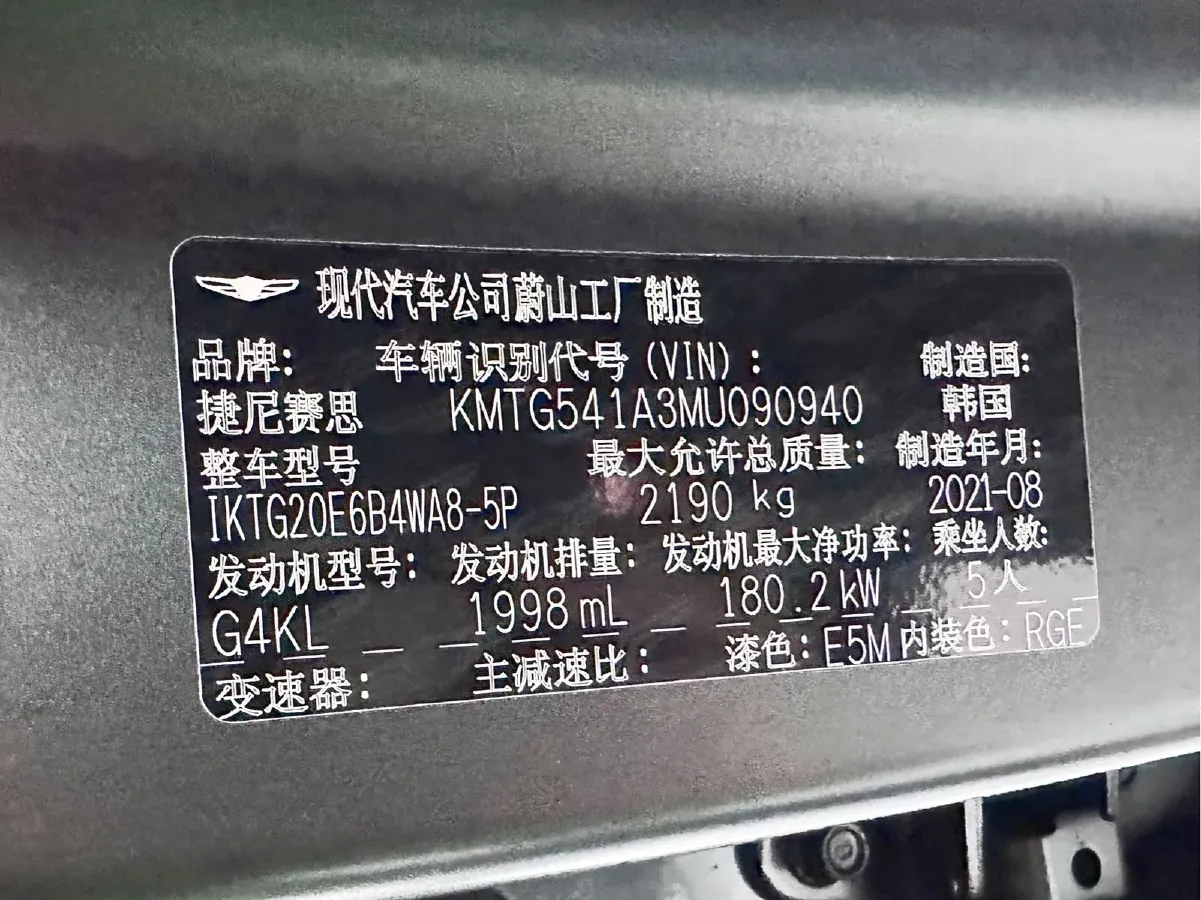 现代汽车公司蔚山工厂制造
品牌: 车辆识别代号(VIN): 制造国:
捷尼赛思 KMTG541A3MU090940 韩国
整车型号 最大允许总质量: 制造年月:
IKTG20E6B4WA8-5P 2190 kg 2021-08
发动机型号: 发动机排量: 发动机最大净功率: 乘坐人数:
G4KL 1998 mL 180.2 kW 5人
变速器: 主减速比: 漆色: E5M 内装色: RGE